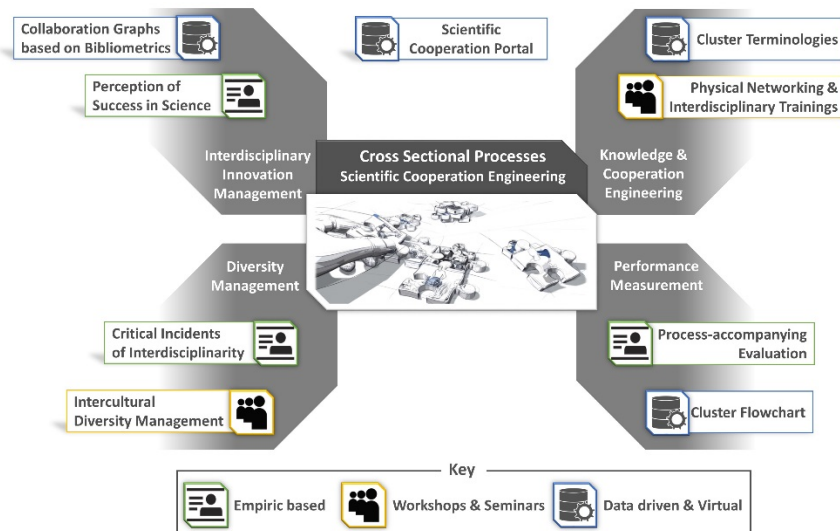 Collaboration Graphs
based on Bibliometrics
Scientific
Cooperation Portal
Cluster Terminologies
Perception of
Success in Science
Physical Networking &
Interdisciplinary Trainings
Interdisciplinary
Innovation
Management
Cross Sectional Processes
Scientific Cooperation Engineering
Knowledge &
Cooperation
Engineering
Diversity
Management
Performance
Measurement
Critical Incidents
of Interdisciplinarity
Process-accompanying
Evaluation
Intercultural
Diversity Management
Cluster Flowchart
Key
Empiric based
Workshops & Seminars
Data driven & Virtual